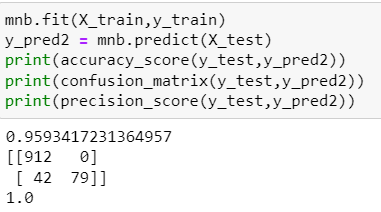 mnb.fit(X_train,y_train)
y_pred2 = mnb.predict(X_test)
print(accuracy_score(y_test,y_pred2))
print(confusion_matrix(y_test,y_pred2))
print(precision_score(y_test,y_pred2))
0.9593417231364957
[[912   0]
 [ 42  79]]
1.0